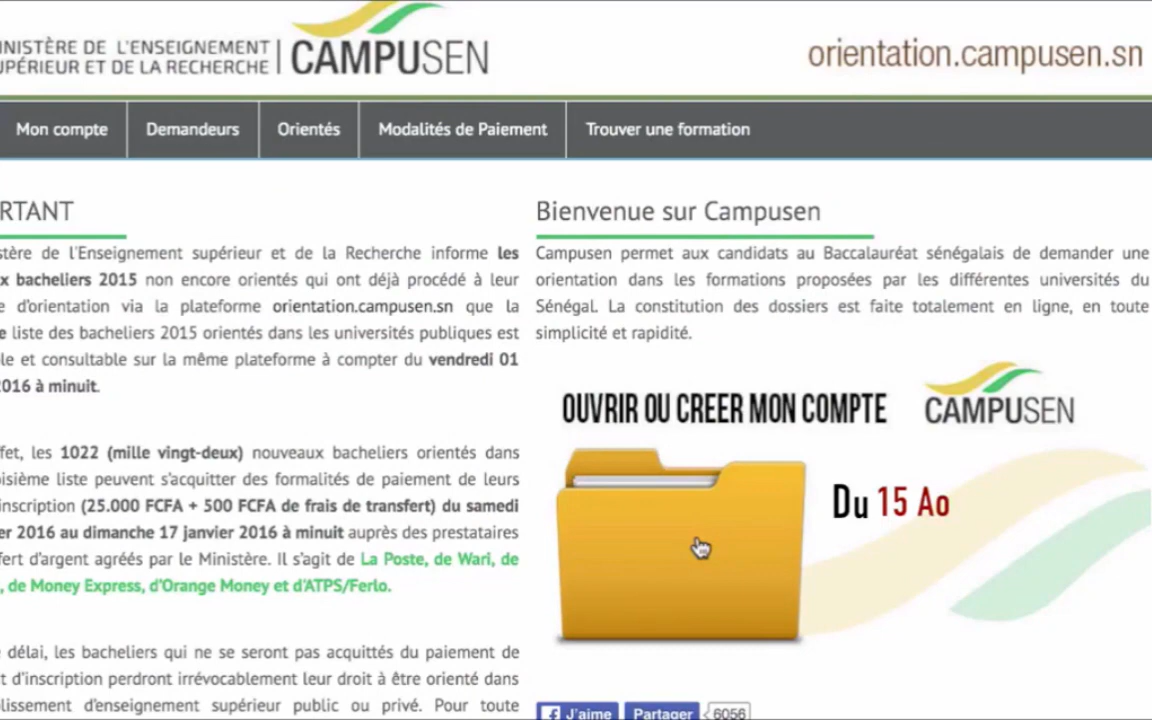 NISTÈRE DE L'ENSEIGNEMENT
UPÉRIEUR ET DE LA RECHERCHE
CAMPUSEN
orientation.campusen.sn
Mon compte
Demandeurs
Orientés
Modalités de Paiement
Trouver une formation
RTANT
stère de l'Enseignement supérieur et de la Recherche informe les
x bacheliers 2015 non encore orientés qui ont déjà procédé à leur
e d'orientation via la plateforme orientation.campusen.sn que la
e liste des bacheliers 2015 orientés dans les universités publiques est
le et consultable sur la même plateforme à compter du vendredi 01
2016 à minuit.
fet, les 1022 (mille vingt-deux) nouveaux bacheliers orientés dans
oisième liste peuvent s'acquitter des formalités de paiement de leurs
inscription (25.000 FCFA + 500 FCFA de frais de transfert) du samedi
er 2016 au dimanche 17 janvier 2016 à minuit auprès des prestataires
fert d'argent agréés par le Ministère. Il s'agit de La Poste, de Wari, de
, de Money Express, d'Orange Money et d'ATPS/Ferlo.
e délai, les bacheliers qui ne se seront pas acquittés du paiement de
t d'inscription perdront irrévocablement leur droit à être orienté dans
lissement d'enseignement supérieur public ou privé. Pour toute
Bienvenue sur Campusen
Campusen permet aux candidats au Baccalauréat sénégalais de demander une
orientation dans les formations proposées par les différentes universités du
Sénégal. La constitution des dossiers est faite totalement en ligne, en toute
simplicité et rapidité.
OUVRIR OU CREER MON COMPTE
CAMPUSEN
Du 15 Ao
J'aime
Partager
6056